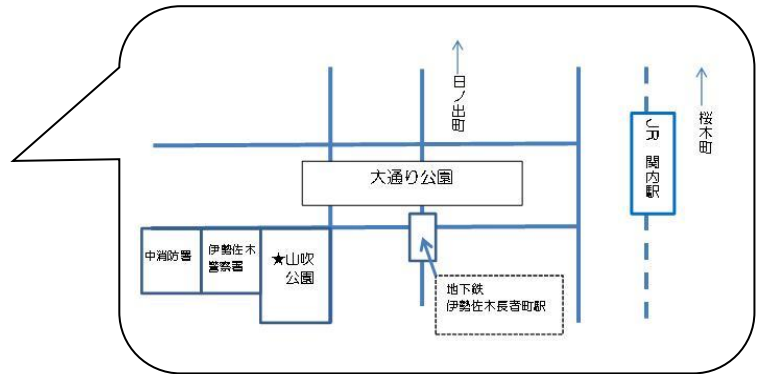 日ノ出町
桜木町
JR 関内駅
大通り公園
中消防署
伊勢佐木
警察署
★山吹
公園
地下鉄
伊勢佐木長者町駅